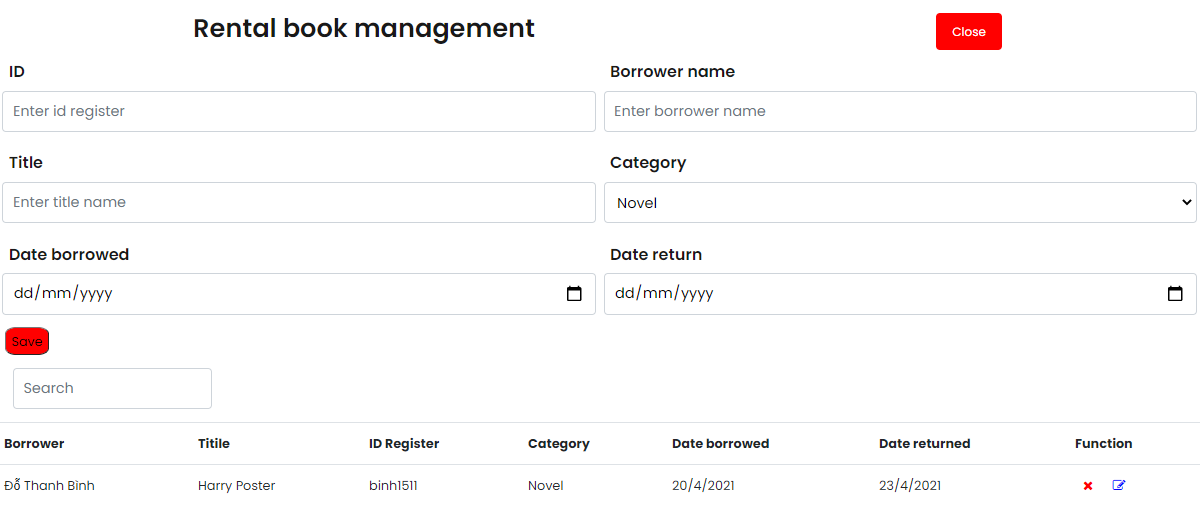 Rental book management
Close
ID
Borrower name
Enter id register
Enter borrower name
Title
Category
Enter title name
Novel
Date borrowed
Date return
dd/mm/yyyy
dd/mm/yyyy
Save
Search
Borrower Titile ID Register Category Date borrowed Date returned Function
Đỗ Thanh Bình Harry Poster binh1511 Novel 20/4/2021 23/4/2021